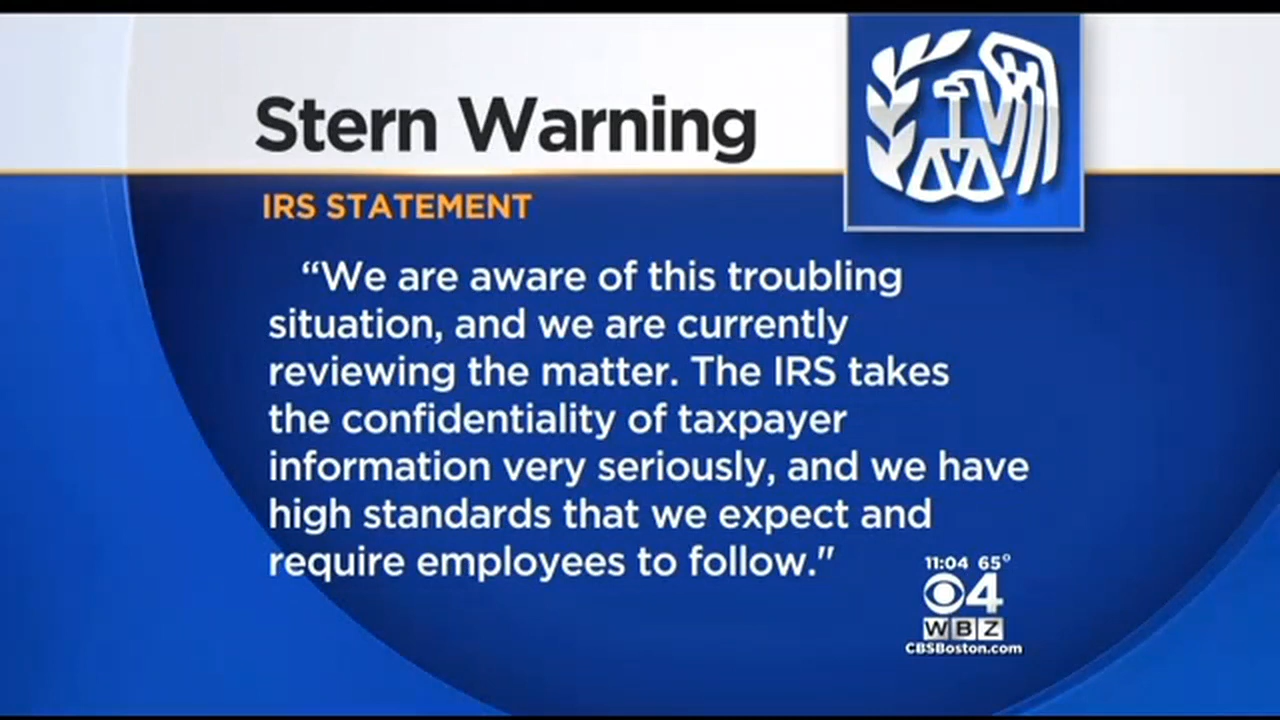 Stern Warning
IRS STATEMENT
“We are aware of this troubling
situation, and we are currently
reviewing the matter. The IRS takes
the confidentiality of taxpayer
information very seriously, and we have
high standards that we expect and
require employees to follow."
11:04 65°
4
WBZ
CBSBoston.com